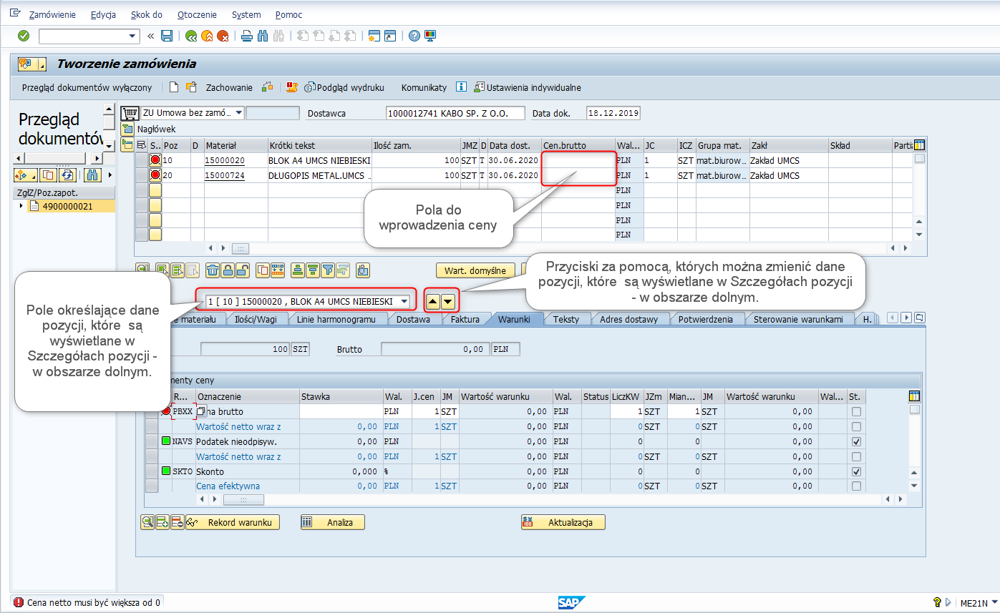 Zamówienie Edycja Skok do Otoczenie System Pomoc
Tworzenie zamówienia
Przegląd dokumentów wyłączony Zachowanie Podgląd wydruku Komunikaty Ustawienia indywidualne
Przegląd
dokumentów
ZU Umowa bez zamó... Dostawca 1000012741 KABO SP. Z O.O. Data dok. 18.12.2019
Nagłówek
S.. Poz D Materiał Krótki tekst Ilość zam. JMZ D Data dost. Cen.brutto Wal... JC ICZ Grupa mat. Zakł Skład Parti
10 15000020 BLOK A4 UMCS NIEBIESKI 100 SZT T 30.06.2020 PLN 1 SZT mat.biurow... Zakład UMCS
20 15000724 DŁUGOPIS METAL.UMCS .. 100 SZT T 30.06.2020 PLN 1 SZT mat.biurow... Zakład UMCS
PLN
PLN
PLN
PLN
ZgłZ/Poz.zapot.
4900000021
Pola do
wprowadzenia ceny
Wart. domyślne
Przyciski za pomocą, których można zmienić dane
pozycji, które są wyświetlane w Szczegółach pozycji
- w obszarze dolnym.
Pole określające dane
pozycji, które są
wyświetlane w
Szczegółach pozycji -
w obszarze dolnym.
1 [ 10 ] 15000020 , BLOK A4 UMCS NIEBIESKI
e materiału Ilości/Wagi Linie harmonogramu Dostawa Faktura Warunki Teksty Adres dostawy Potwierdzenia Sterowanie warunkami H.
100 SZT Brutto 0,00 PLN
menty ceny
R... Oznaczenie Stawka Wal. J.cen JM Wartość warunku Wal. Status LiczKW JZm Mian... JM Wartość warunku Wal... St.
PBXX na brutto PLN 1 SZT 0,00 PLN 1 SZT 1 SZT 0,00
Wartość netto wraz z 0,00 PLN 1 SZT 0,00 PLN 0 SZT 0 SZT 0,00
NAVS Podatek nieodpisyw. 0,00 PLN 0,00 PLN 0 0 0,00
Wartość netto wraz z 0,00 PLN 1 SZT 0,00 PLN 0 SZT 0 SZT 0,00
SKTO Skonto 0,000 % 0,00 PLN 0 0 0,00
Cena efektywna 0,00 PLN 1 SZT 0,00 PLN 0 SZT 0 SZT 0,00
Rekord warunku Analiza Aktualizacja
Cena netto musi być większa od 0 SAP ME21N